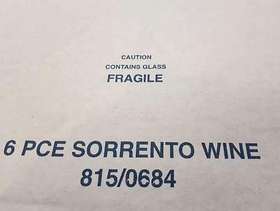 CAUTION
CONTAINS GLASS
FRAGILE
6 PCE SORRENTO WINE
815/0684